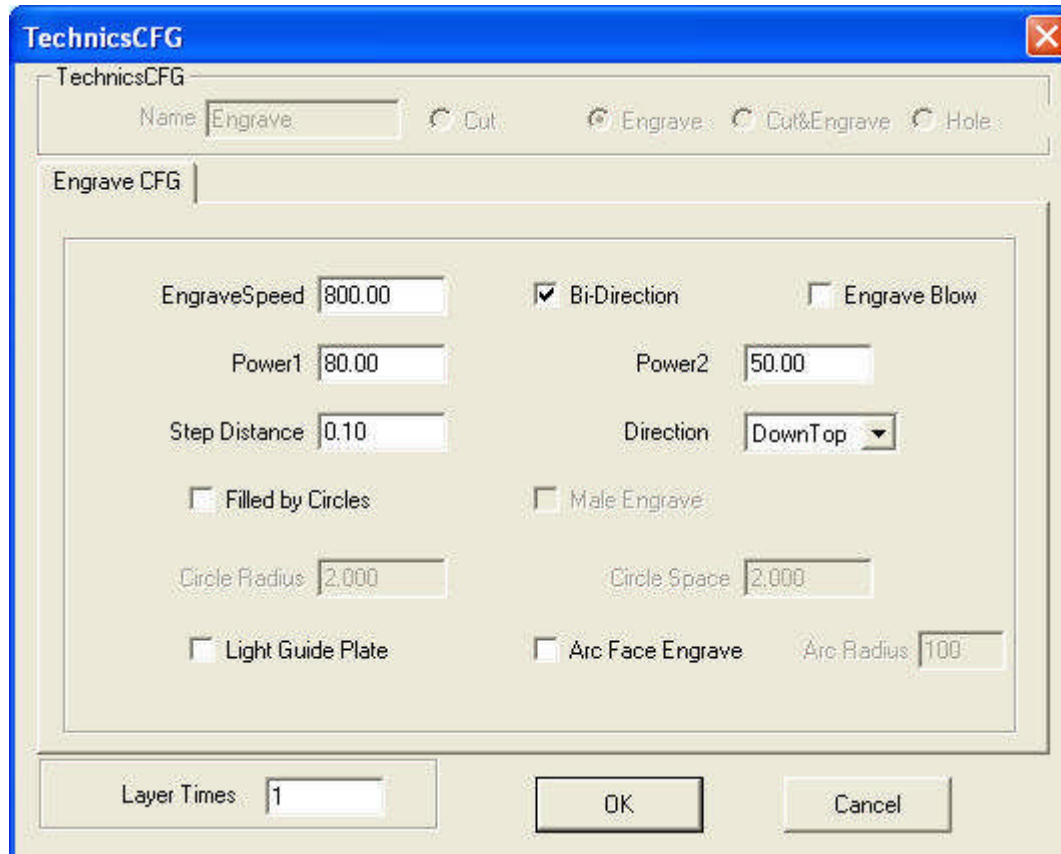 TechnicsCFG
TechnicsCFG
Name Engrave Cut Engrave Cut&Engrave Hole
Engrave CFG
EngraveSpeed 800.00 Bi-Direction Engrave Blow
Power1 80.00 Power2 50.00
Step Distance 0.10 Direction DownTop
Filled by Circles Male Engrave
Circle Radius 2.000 Circle Space 2.000
Light Guide Plate Arc Face Engrave Arc Radius 100
Layer Times 1 OK Cancel